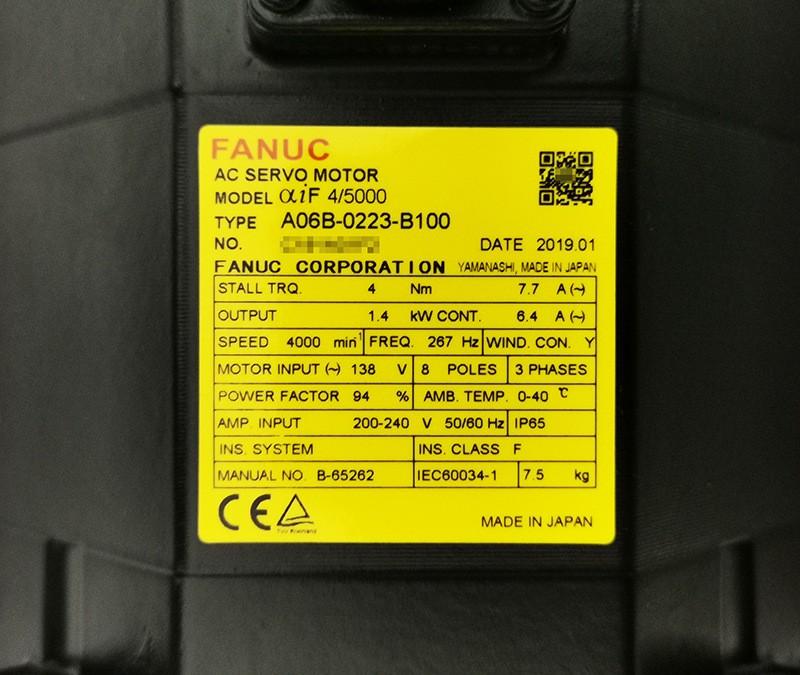 FANUC
AC SERVO MOTOR
MODEL αiF 4/5000
TYPE A06B-0223-B100
NO.
DATE 2019.01
FANUC CORPORATION YAMANASHI, MADE IN JAPAN
STALL TRQ. 4 Nm 7.7 A(~)
OUTPUT 1.4 kW CONT. 6.4 A(~)
SPEED 4000 min⁻¹ FREQ. 267 Hz WIND. CON. Y
MOTOR INPUT (~) 138 V 8 POLES 3 PHASES
POWER FACTOR 94 % AMB. TEMP. 0-40 ℃
AMP. INPUT 200-240 V 50/60 Hz IP65
INS. SYSTEM INS. CLASS F
MANUAL NO. B-65262 IEC60034-1 7.5 kg
CE
TÜV Rheinland
MADE IN JAPAN